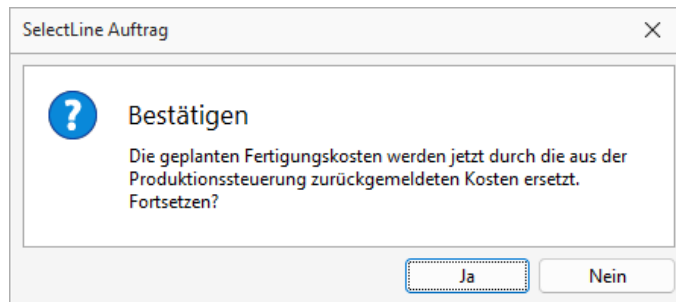 SelectLine Auftrag
Bestätigen
Die geplanten Fertigungskosten werden jetzt durch die aus der
Produktionssteuerung zurückgemeldeten Kosten ersetzt.
Fortsetzen?
Ja
Nein